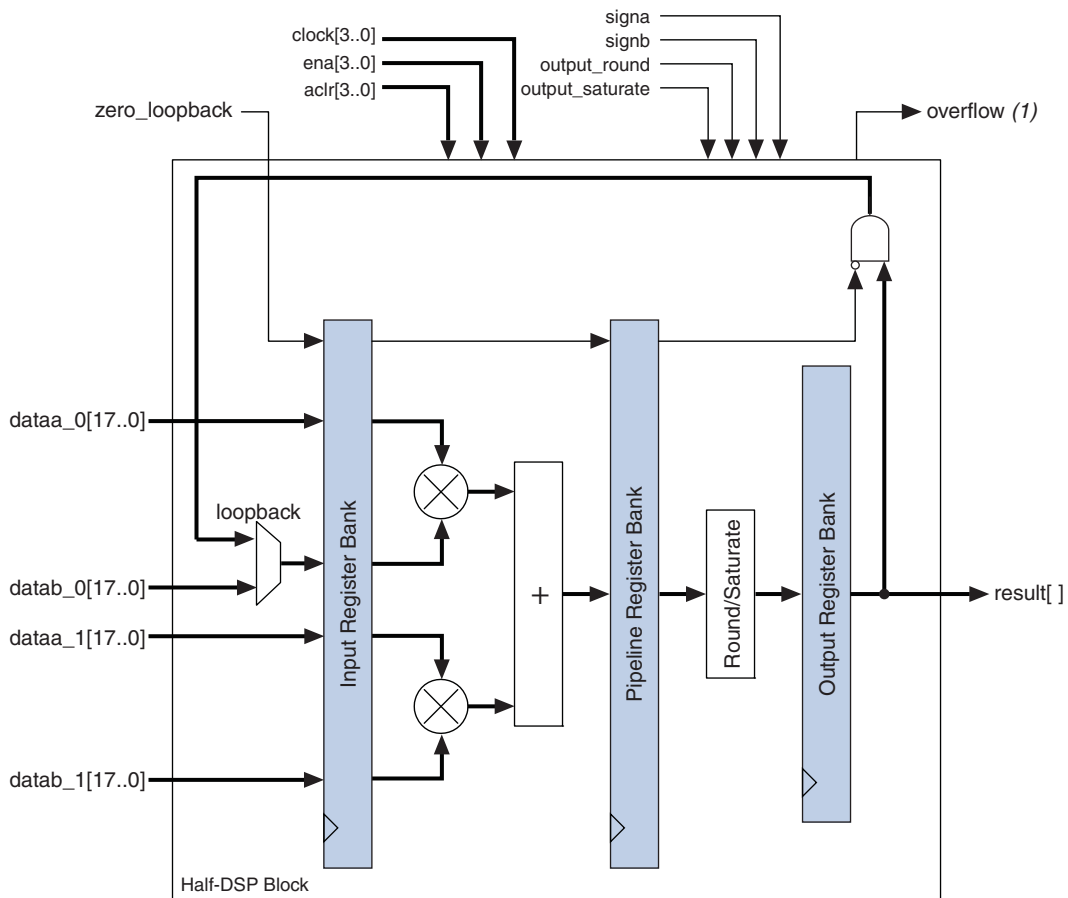 signa
signb
output_round
output_saturate
clock[3..0]
ena[3..0]
aclr[3..0]
zero_loopback
overflow (1)
dataa_0[17..0]
loopback
datab_0[17..0]
dataa_1[17..0]
datab_1[17..0]
Input Register Bank
+
Pipeline Register Bank
Round/Saturate
Output Register Bank
result[ ]
Half-DSP Block